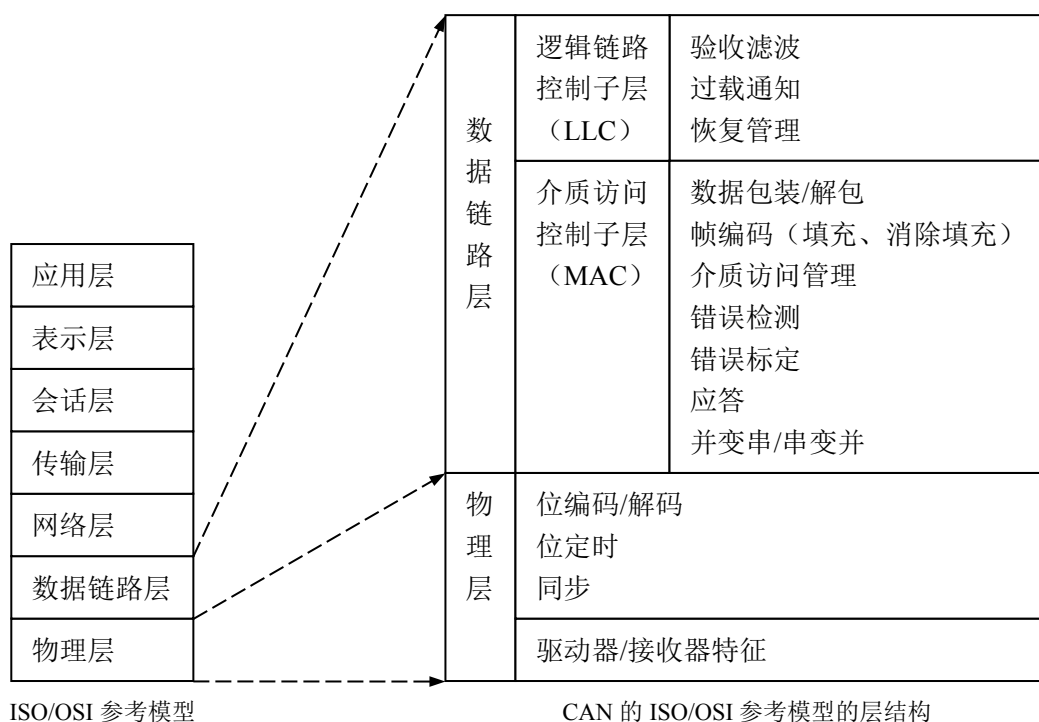 应用层
表示层
会话层
传输层
网络层
数据链路层
物理层
ISO/OSI 参考模型
数
据
链
路
层
逻辑链路
控制子层
（LLC）
验收滤波
过载通知
恢复管理
介质访问
控制子层
（MAC）
数据包装/解包
帧编码（填充、消除填充）
介质访问管理
错误检测
错误标定
应答
并变串/串变并
物
理
层
位编码/解码
位定时
同步
驱动器/接收器特征
CAN 的 ISO/OSI 参考模型的层结构